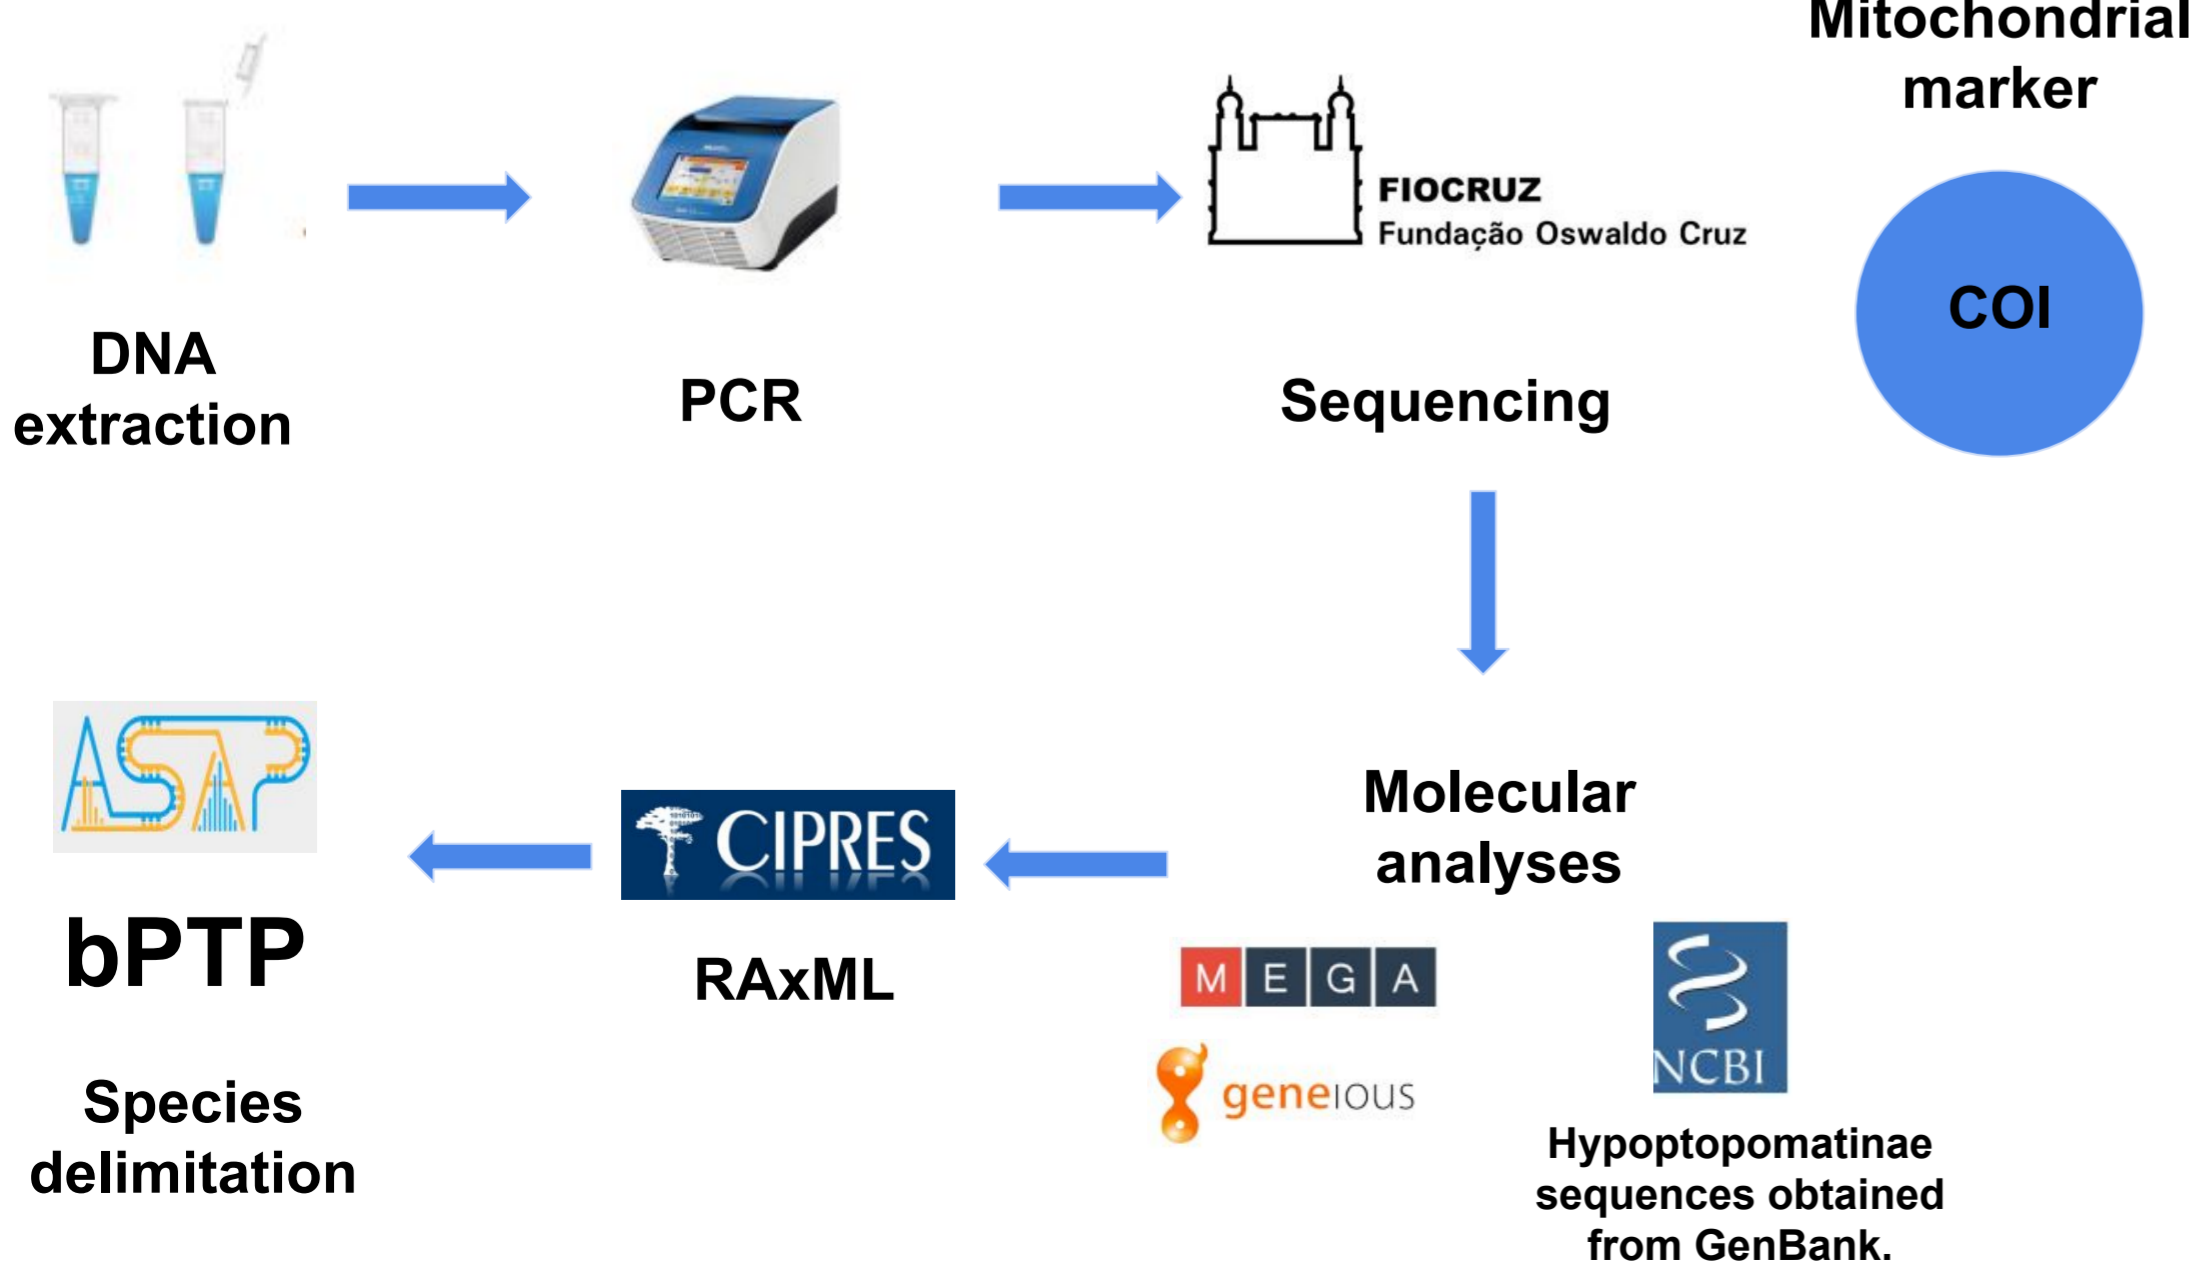 Mitochondrial
marker
COI
FIOCRUZ
Fundação Oswaldo Cruz
DNA
extraction
PCR
Sequencing
ASAP
bPTP
Species
delimitation
CIPRES
RAxML
Molecular
analyses
MEGA
geneious
NCBI
Hypoptopomatinae
sequences obtained
from GenBank.